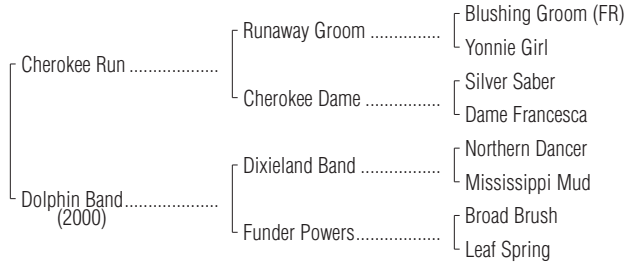 Blushing Groom (FR)
Runaway Groom ...............
Yonnie Girl
Cherokee Run ...................
Silver Saber
Cherokee Dame ................
Dame Francesca
Northern Dancer
Dixieland Band .................
Mississippi Mud
Dolphin Band....................
(2000)
Broad Brush
Funder Powers..................
Leaf Spring